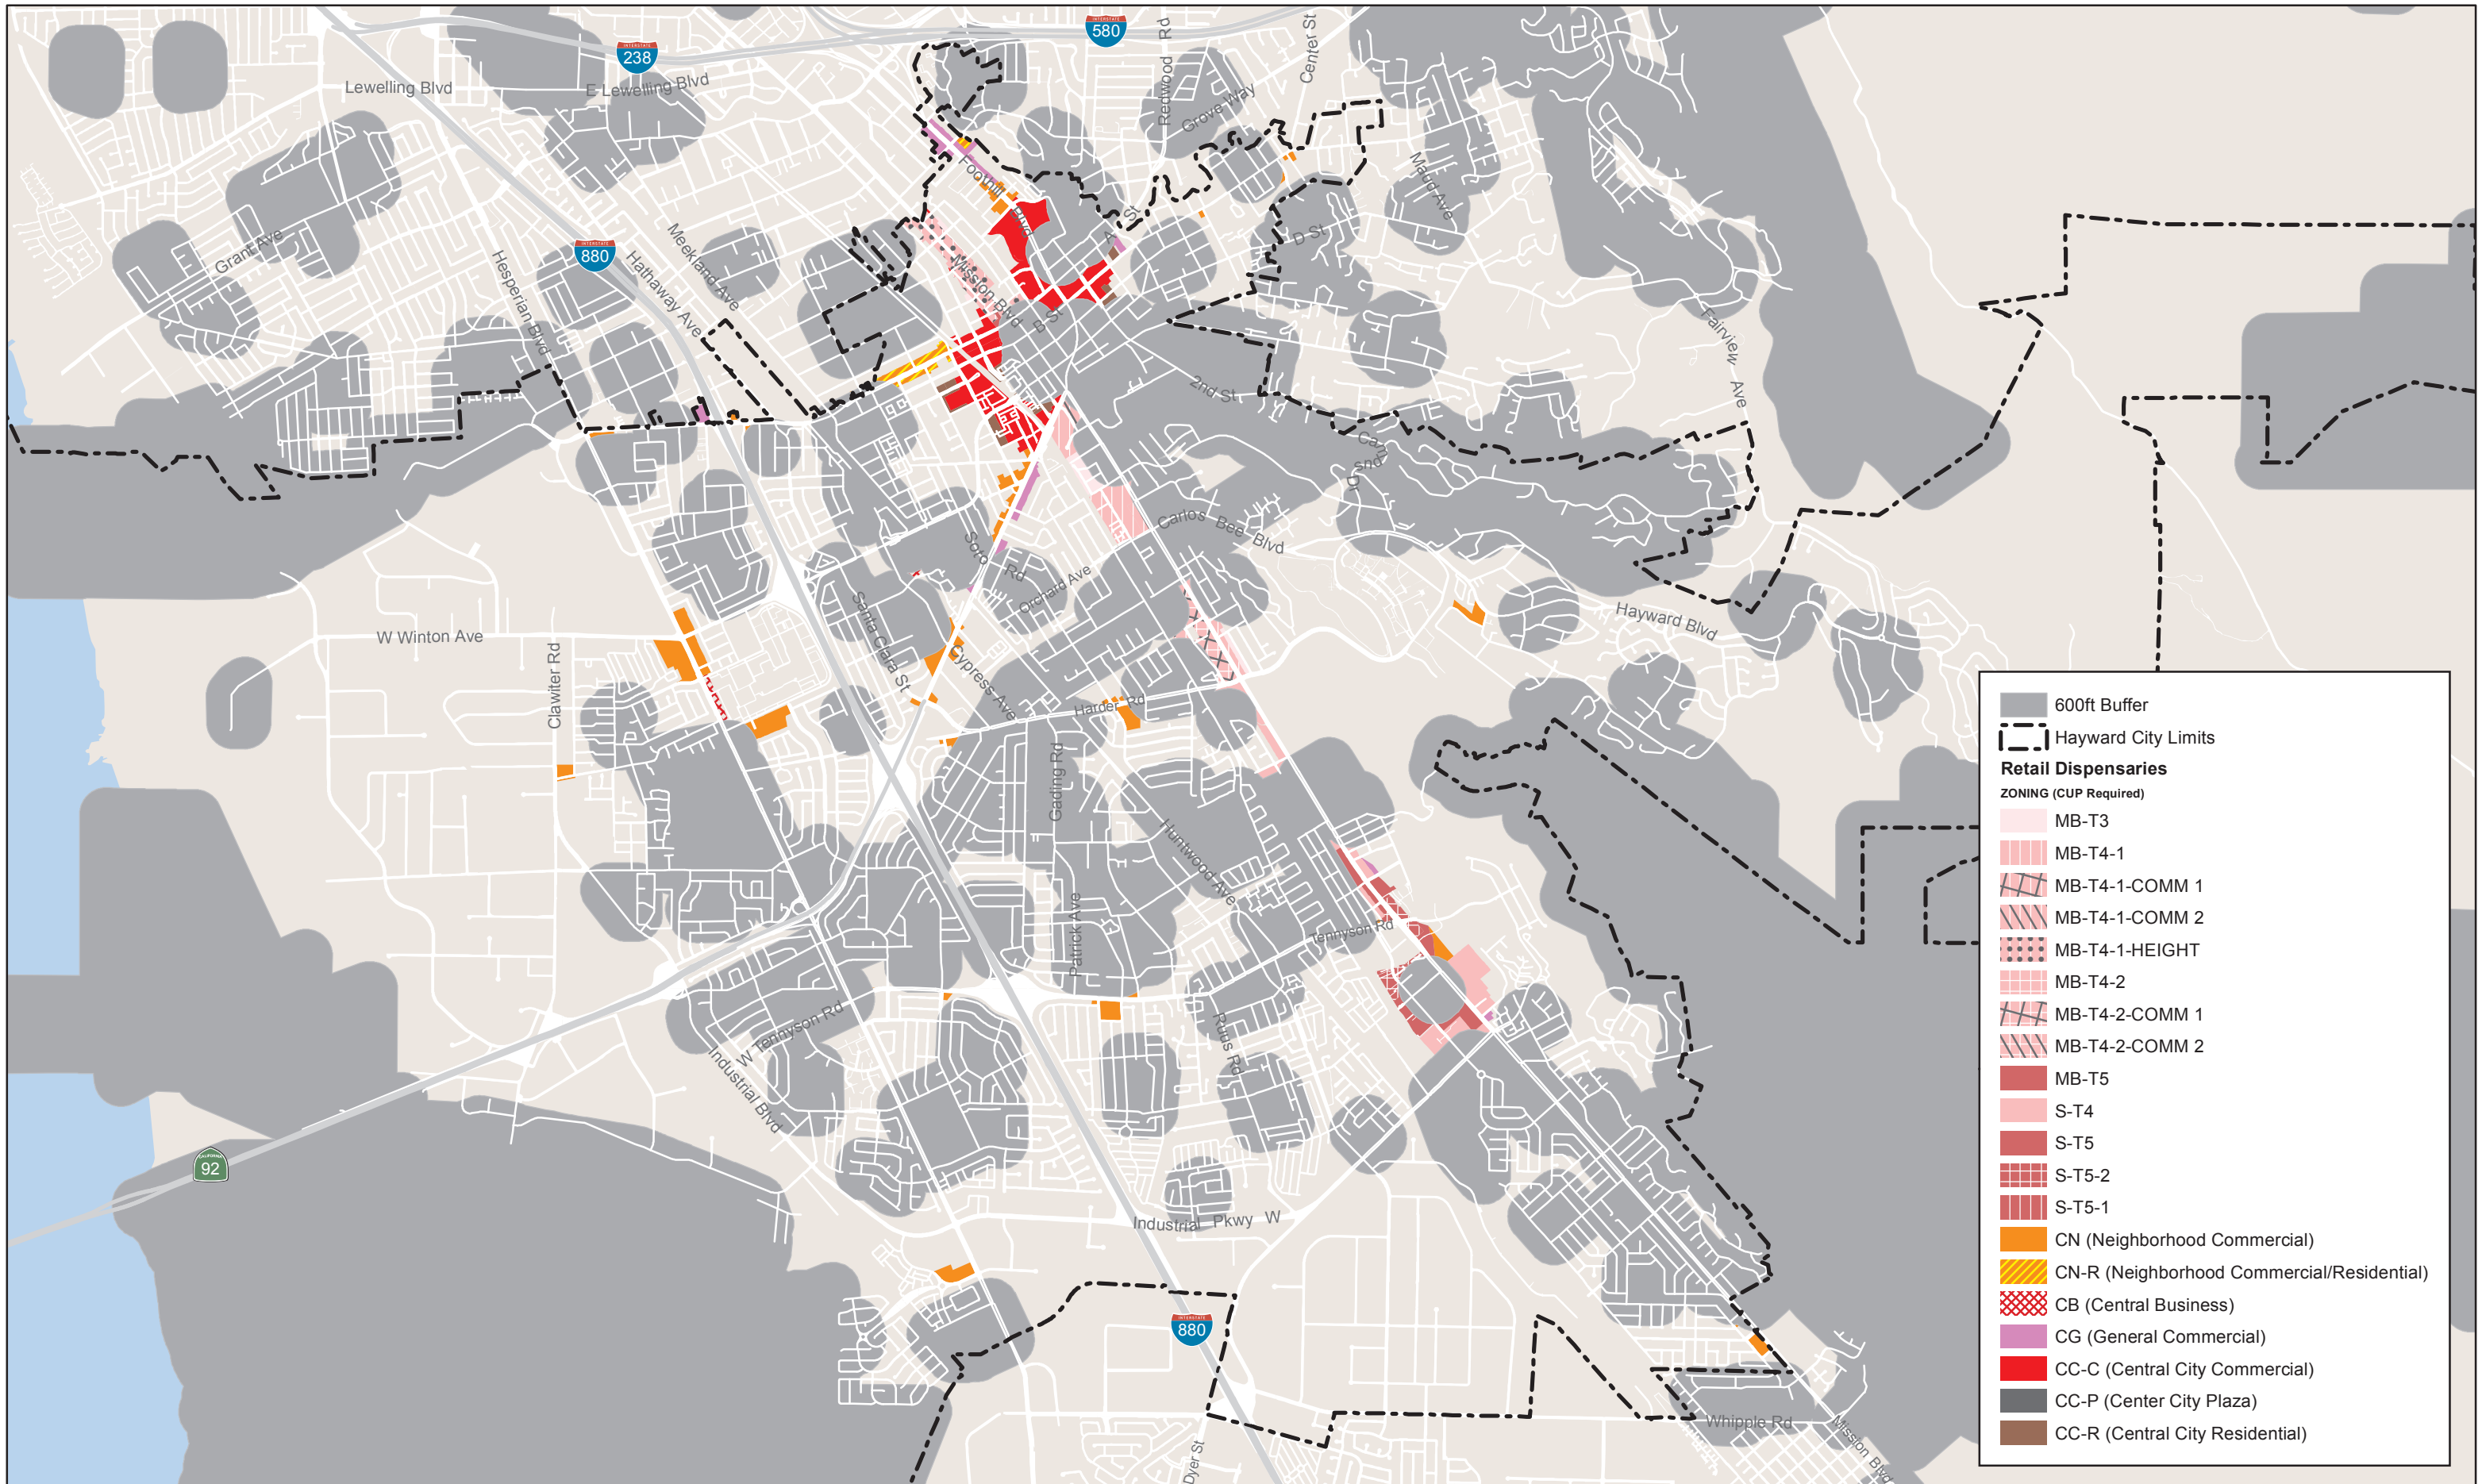 INTERSTATE
580
INTERSTATE
238
Redwood Rd
Center St
Lewelling Blvd
E Lewelling Blvd
Grove Way
Foothill Blvd
Maud Ave
A St
D St
Grant Ave
INTERSTATE
880
Meekland Ave
Hathaway Ave
Hesperian Blvd
Mission Blvd
B St
Fairview Ave
2nd St
Campus Dr
Carlos Bee Blvd
Soto Rd
Orchard Ave
Santa Clara St
Hayward Blvd
W Winton Ave
Clawiter Rd
Cypress Ave
Harder Rd
Gading Rd
Huntwood Ave
Patrick Ave
Tennyson Rd
W Tennyson Rd
Ruus Rd
Industrial Blvd
CALIFORNIA
92
Industrial Pkwy W
INTERSTATE
880
Whipple Rd
Mission Blvd
Dyer St
600ft Buffer
Hayward City Limits
Retail Dispensaries
ZONING (CUP Required)
MB-T3
MB-T4-1
MB-T4-1-COMM 1
MB-T4-1-COMM 2
MB-T4-1-HEIGHT
MB-T4-2
MB-T4-2-COMM 1
MB-T4-2-COMM 2
MB-T5
S-T4
S-T5
S-T5-2
S-T5-1
CN (Neighborhood Commercial)
CN-R (Neighborhood Commercial/Residential)
CB (Central Business)
CG (General Commercial)
CC-C (Central City Commercial)
CC-P (Center City Plaza)
CC-R (Central City Residential)